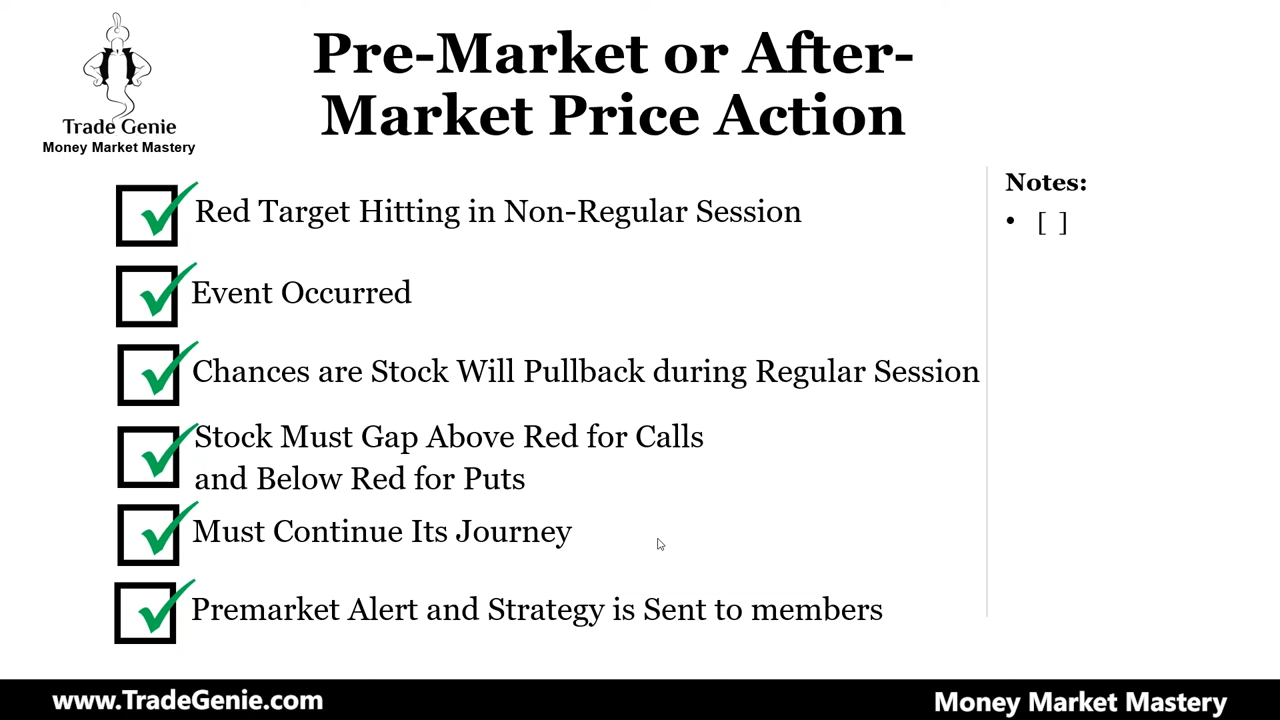 Trade Genie
Money Market Mastery
Pre-Market or After-
Market Price Action
Red Target Hitting in Non-Regular Session
Event Occurred
Chances are Stock Will Pullback during Regular Session
Stock Must Gap Above Red for Calls
and Below Red for Puts
Must Continue Its Journey
Premarket Alert and Strategy is Sent to members
Notes:
• [ ]
www.TradeGenie.com
Money Market Mastery